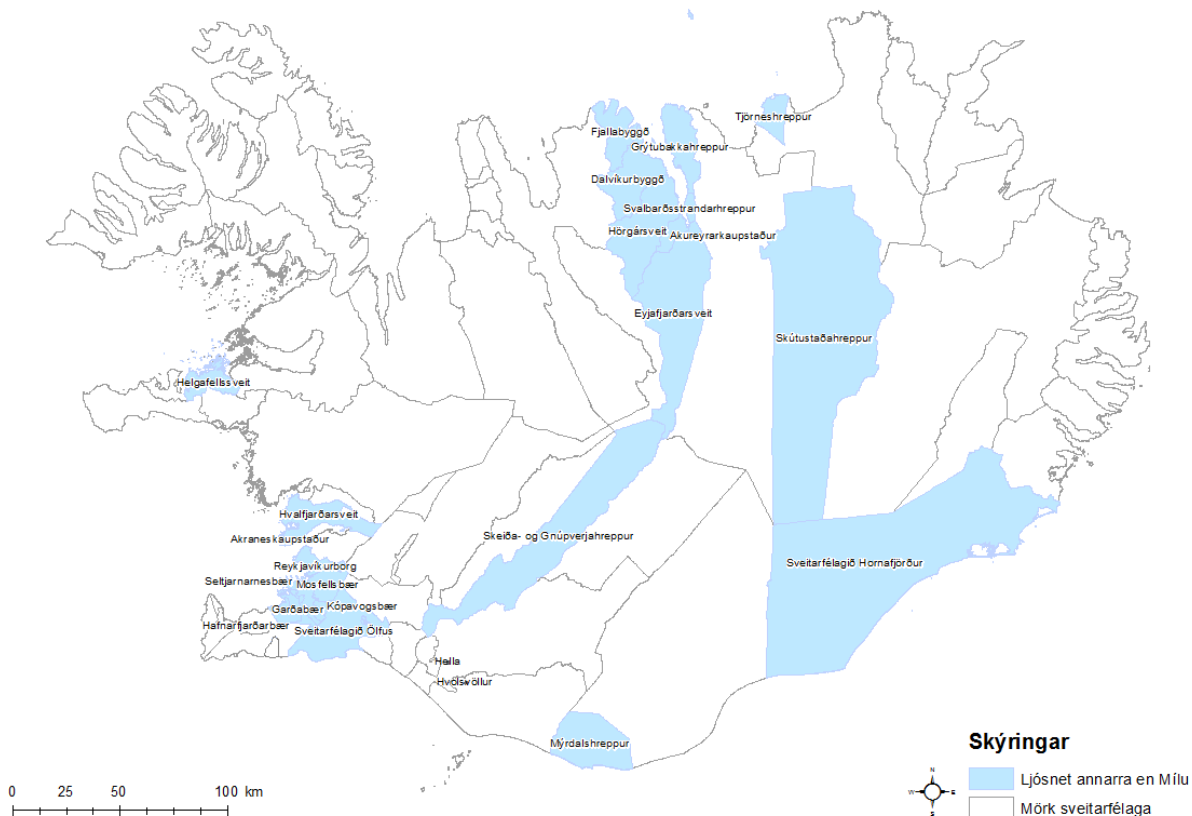 Tjörneshreppur
Fjallabyggð
Grýtubakkahreppur
Dalvíkurbyggð
Svalbarðsstrandarhreppur
Hörgársveit
Akureyrarkaupstaður
Eyjafjarðarsveit
Skútustaðahreppur
Helgafellssveit
Hvalfjarðarsveit
Akraneskaupstaður
Skeiða- og Gnúpverjahreppur
Reykjavíkurborg
Sveitarfélagið Hornafjörður
Seltjarnarnesbær
Mosfellsbær
Garðabær
Kópavogsbær
Hafnarfjarðarbær
Sveitarfélagið Ölfus
Hella
Hvolsvöllur
Mýrdalshreppur
Skýringar
N
W E
S
Ljósnet annarra en Mílu
Mörk sveitarfélaga
0 25 50 100 km